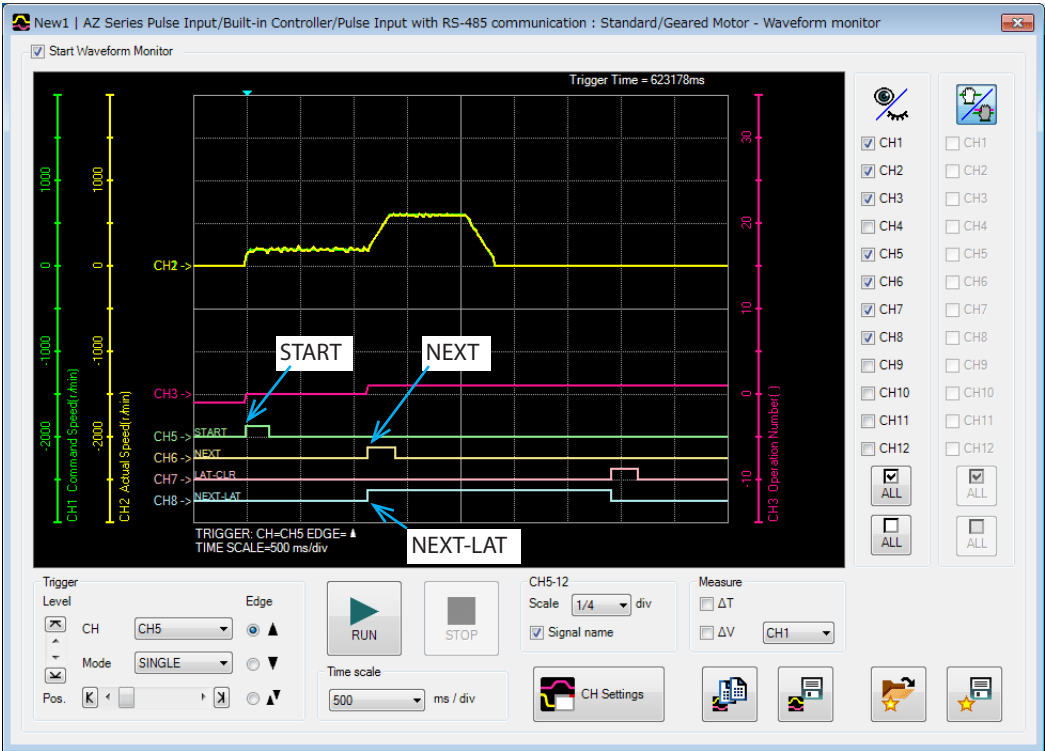 New1 | AZ Series Pulse Input/Built-in Controller/Pulse Input with RS-485 communication : Standard/Geared Motor - Waveform monitor
Start Waveform Monitor
Trigger Time = 623178ms
1000
0
-1000
-2000
CH1 Command Speed(r/min)
1000
0
-1000
-2000
CH2 Actual Speed(r/min)
30
20
10
0
-10
CH3 Operation Number( )
CH2 ->
START
NEXT
CH3 ->
CH5 -> START
CH6 -> NEXT
CH7 -> LAT-CLR
CH8 -> NEXT-LAT
NEXT-LAT
TRIGGER: CH=CH5 EDGE=
TIME SCALE=500 ms/div
CH1 CH1
CH2 CH2
CH3 CH3
CH4 CH4
CH5 CH5
CH6 CH6
CH7 CH7
CH8 CH8
CH9 CH9
CH10 CH10
CH11 CH11
CH12 CH12
ALL ALL
ALL ALL
Trigger
Level Edge
CH CH5
Mode SINGLE
Pos.
RUN
STOP
Time scale
500 ms / div
CH5-12
Scale 1/4 div
Signal name
Measure
ΔT
ΔV CH1
CH Settings